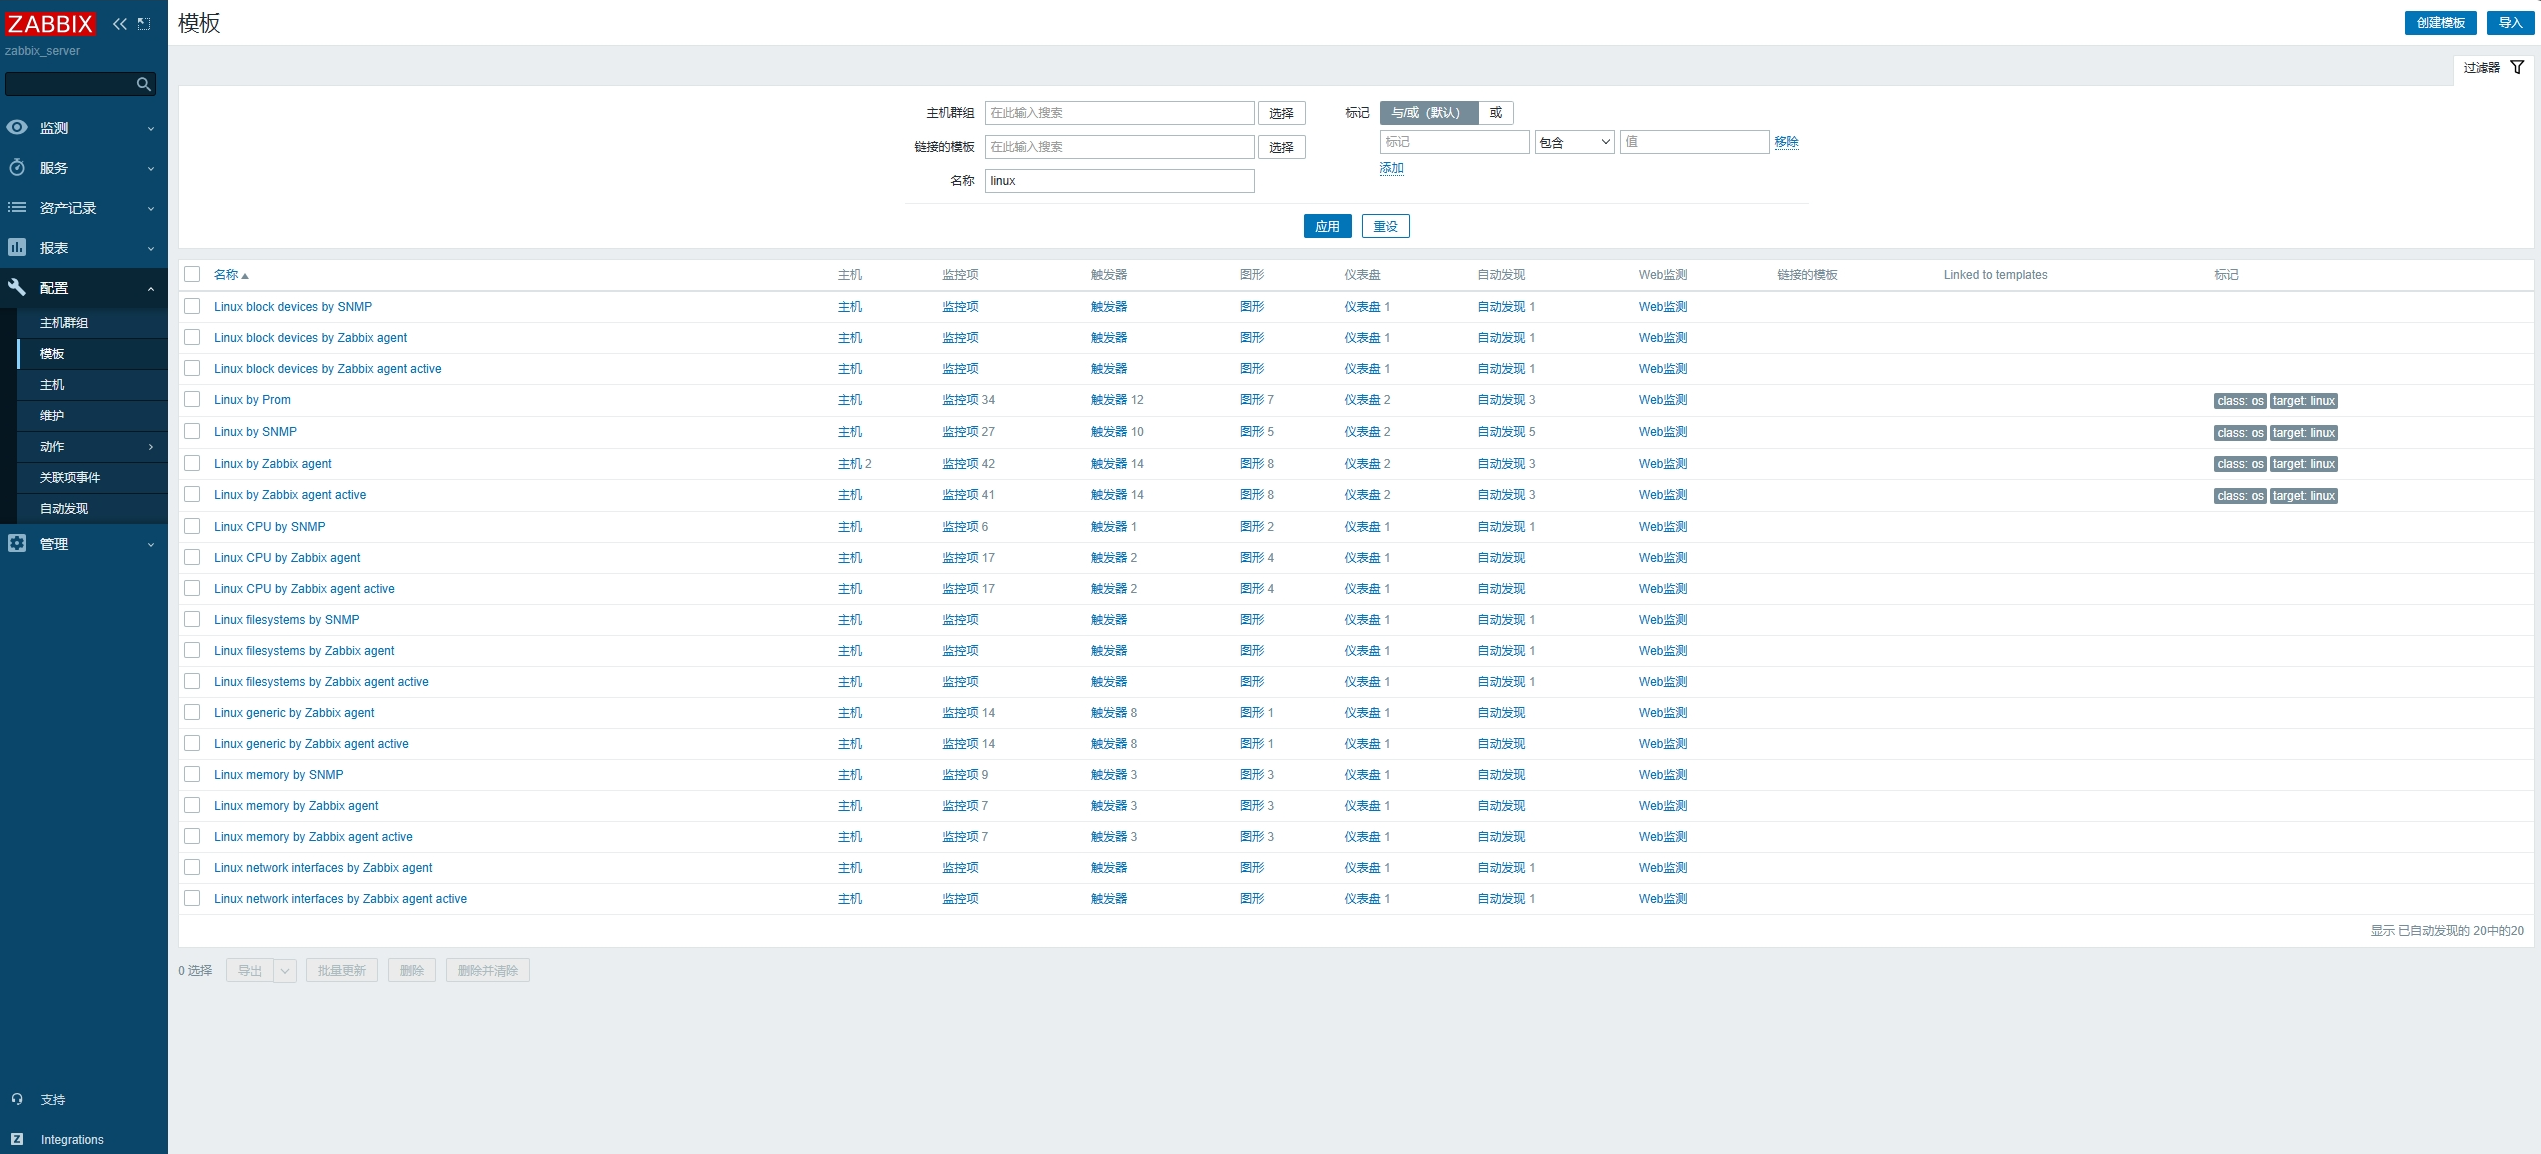 ZABBIX
zabbix_server
监测
服务
资产记录
报表
配置
主机群组
模板
主机
维护
动作
关联项事件
自动发现
管理
支持
Integrations
模板
创建模板 导入
过滤器
主机群组 在此输入搜索 选择 标记 与/或（默认） 或
标记 包含 值 移除
链接的模板 在此输入搜索 选择
添加
名称 linux
应用 重设
名称 主机 监控项 触发器 图形 仪表盘 自动发现 Web监测 链接的模板 Linked to templates 标记
Linux block devices by SNMP 主机 监控项 触发器 图形 仪表盘 1 自动发现 1 Web监测
Linux block devices by Zabbix agent 主机 监控项 触发器 图形 仪表盘 1 自动发现 1 Web监测
Linux block devices by Zabbix agent active 主机 监控项 触发器 图形 仪表盘 1 自动发现 1 Web监测
Linux by Prom 主机 监控项 34 触发器 12 图形 7 仪表盘 2 自动发现 3 Web监测 class: os target: linux
Linux by SNMP 主机 监控项 27 触发器 10 图形 5 仪表盘 2 自动发现 5 Web监测 class: os target: linux
Linux by Zabbix agent 主机 2 监控项 42 触发器 14 图形 8 仪表盘 2 自动发现 3 Web监测 class: os target: linux
Linux by Zabbix agent active 主机 监控项 41 触发器 14 图形 8 仪表盘 2 自动发现 3 Web监测 class: os target: linux
Linux CPU by SNMP 主机 监控项 6 触发器 1 图形 2 仪表盘 1 自动发现 1 Web监测
Linux CPU by Zabbix agent 主机 监控项 17 触发器 2 图形 4 仪表盘 1 自动发现 Web监测
Linux CPU by Zabbix agent active 主机 监控项 17 触发器 2 图形 4 仪表盘 1 自动发现 Web监测
Linux filesystems by SNMP 主机 监控项 触发器 图形 仪表盘 1 自动发现 1 Web监测
Linux filesystems by Zabbix agent 主机 监控项 触发器 图形 仪表盘 1 自动发现 1 Web监测
Linux filesystems by Zabbix agent active 主机 监控项 触发器 图形 仪表盘 1 自动发现 1 Web监测
Linux generic by Zabbix agent 主机 监控项 14 触发器 8 图形 1 仪表盘 1 自动发现 Web监测
Linux generic by Zabbix agent active 主机 监控项 14 触发器 8 图形 1 仪表盘 1 自动发现 Web监测
Linux memory by SNMP 主机 监控项 9 触发器 3 图形 3 仪表盘 1 自动发现 Web监测
Linux memory by Zabbix agent 主机 监控项 7 触发器 3 图形 3 仪表盘 1 自动发现 Web监测
Linux memory by Zabbix agent active 主机 监控项 7 触发器 3 图形 3 仪表盘 1 自动发现 Web监测
Linux network interfaces by Zabbix agent 主机 监控项 触发器 图形 仪表盘 1 自动发现 1 Web监测
Linux network interfaces by Zabbix agent active 主机 监控项 触发器 图形 仪表盘 1 自动发现 1 Web监测
显示 已自动发现的 20中的20
0 选择 导出 批量更新 删除 删除并清除